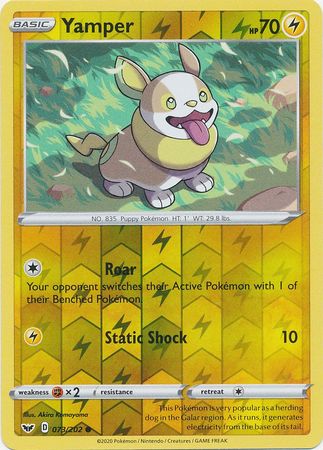 BASIC
Yamper
HP 70
NO. 835 Puppy Pokémon HT: 1' WT: 29.8 lbs.
Roar
Your opponent switches their Active Pokémon with 1 of
their Benched Pokémon.
Static Shock 10
weakness ×2 resistance retreat
Illus. Akira Komayama
D 073/202
This Pokémon is very popular as a herding
dog in the Galar region. As it runs, it generates
electricity from the base of its tail.
©2020 Pokémon / Nintendo / Creatures / GAME FREAK